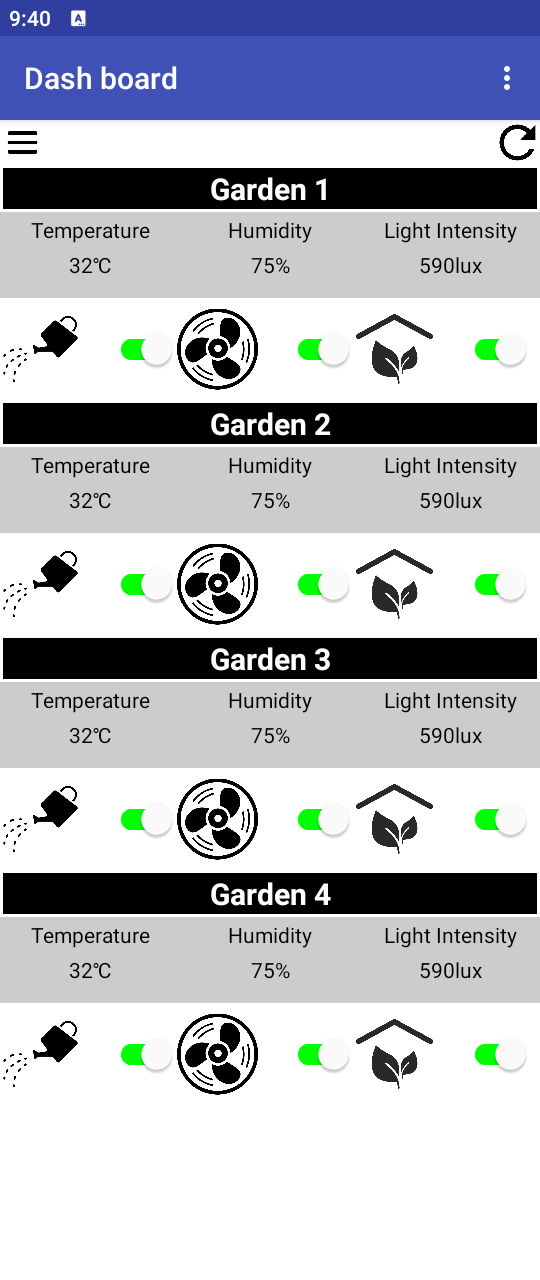 9:40 A
Dash board
Garden 1
Temperature Humidity Light Intensity
32℃ 75% 590lux
Garden 2
Temperature Humidity Light Intensity
32℃ 75% 590lux
Garden 3
Temperature Humidity Light Intensity
32℃ 75% 590lux
Garden 4
Temperature Humidity Light Intensity
32℃ 75% 590lux